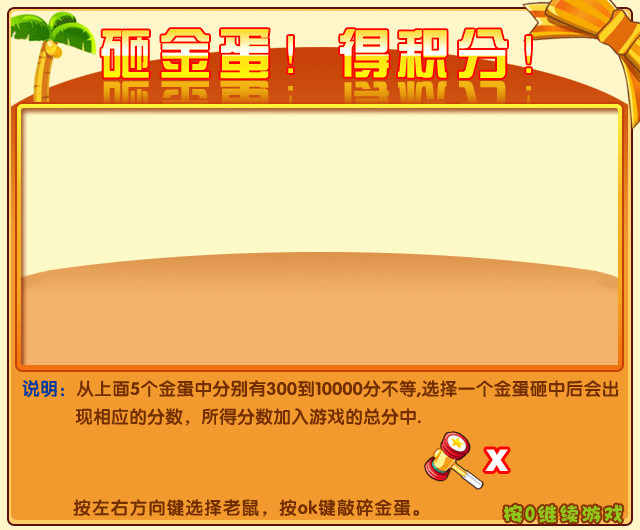 砸金蛋！得积分！
说明：从上面5个金蛋中分别有300到10000分不等,选择一个金蛋砸中后会出
现相应的分数，所得分数加入游戏的总分中.
X
按左右方向键选择老鼠，按ok键敲碎金蛋。
按0继续游戏